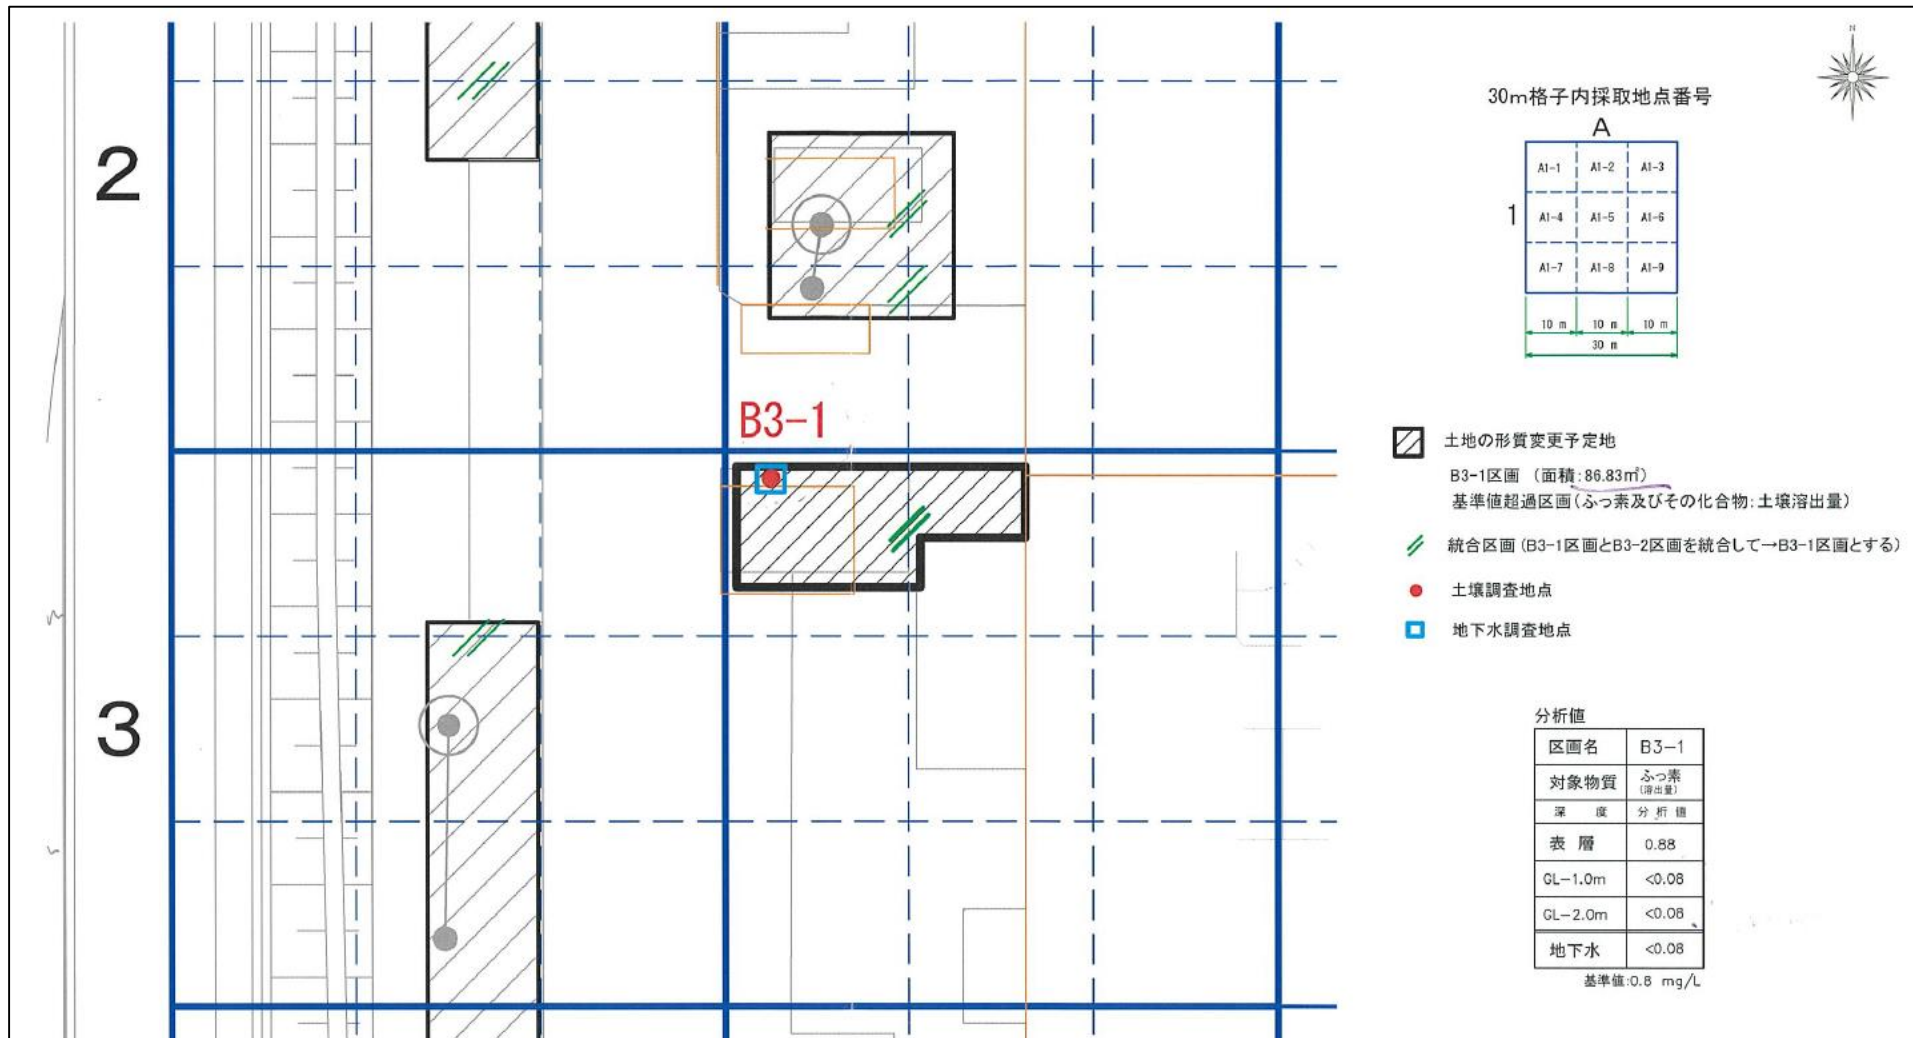 2
3
B3-1
N
30m格子内採取地点番号
A
1
A1-1 A1-2 A1-3
A1-4 A1-5 A1-6
A1-7 A1-8 A1-9
10 m 10 m 10 m
30 m
土地の形質変更予定地
B3-1区画 (面積:86.83㎡)
基準値超過区画(ふっ素及びその化合物:土壌溶出量)
統合区画(B3-1区画とB3-2区画を統合して→B3-1区画とする)
土壌調査地点
地下水調査地点
分析値
区画名 B3-1
対象物質 ふっ素
(溶出量)
深 度 分 析 値
表 層 0.88
GL-1.0m <0.08
GL-2.0m <0.08
地下水 <0.08
基準値:0.8 mg/L